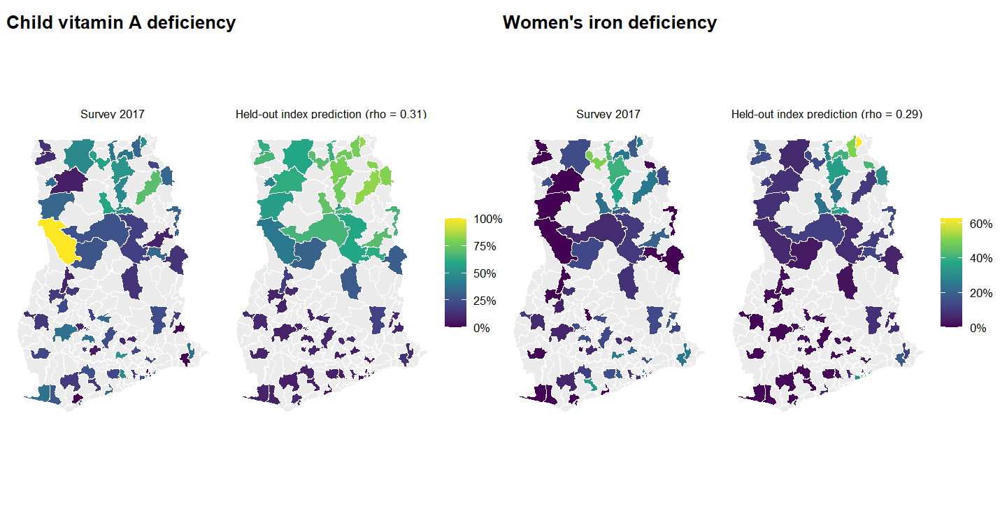 Child vitamin A deficiency
Women's iron deficiency
Survey 2017
Held-out index prediction (rho = 0.31)
Survey 2017
Held-out index prediction (rho = 0.29)
100%
75%
50%
25%
0%
60%
40%
20%
0%